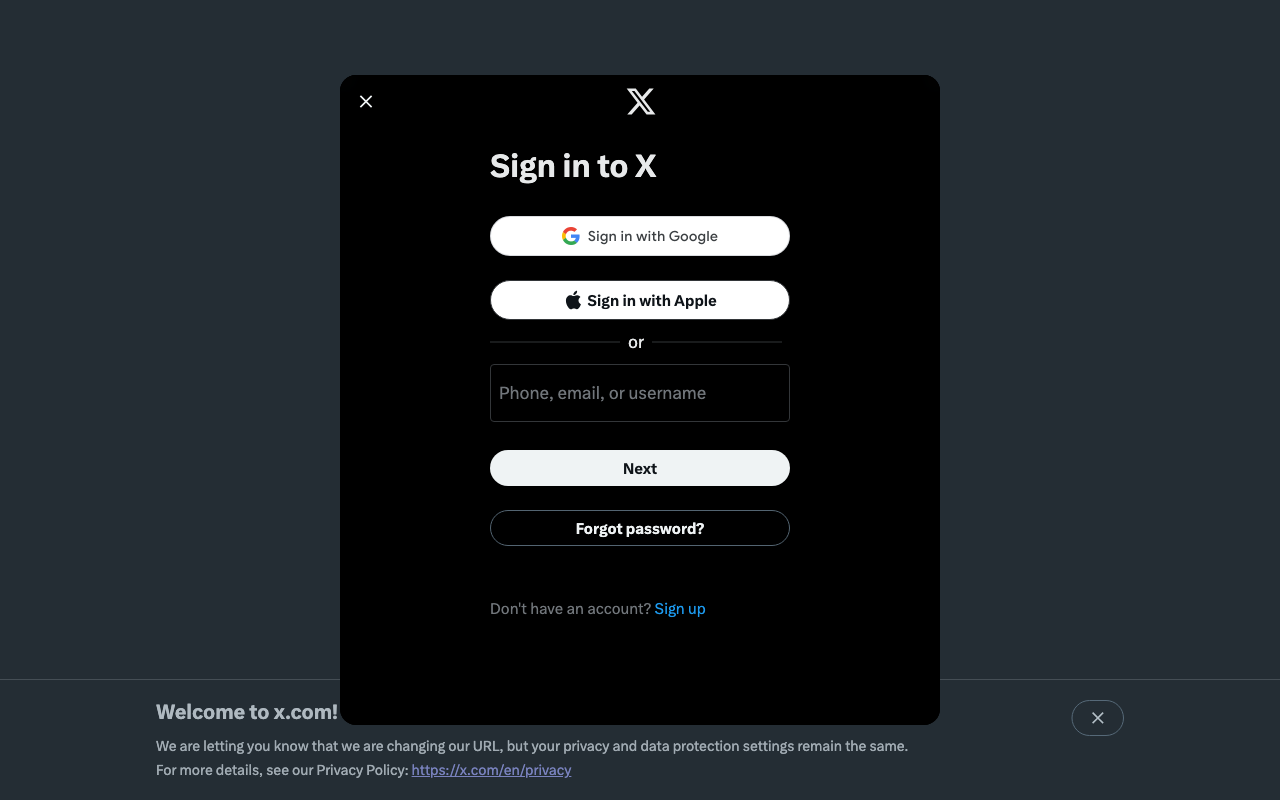 Sign in to X
Sign in with Google
Sign in with Apple
or
Phone, email, or username
Next
Forgot password?
Don't have an account? Sign up
Welcome to x.com!
We are letting you know that we are changing our URL, but your privacy and data protection settings remain the same.
For more details, see our Privacy Policy: https://x.com/en/privacy